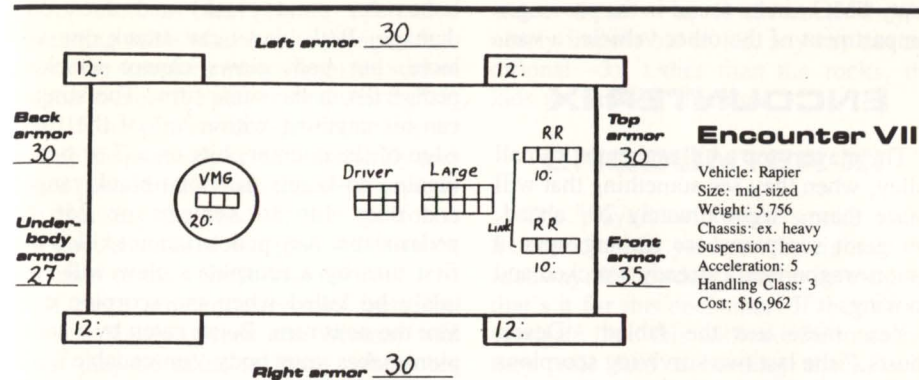 Left armor 30
12:
12:
Back armor
30
Under-body armor
27
VMG
20:
Driver
Large
RR
10:
Link
RR
10:
Top armor
30
Front armor
35
12:
12:
Right armor 30
Encounter VII
Vehicle: Rapier
Size: mid-sized
Weight: 5,756
Chassis: ex. heavy
Suspension: heavy
Acceleration: 5
Handling Class: 3
Cost: $16,962